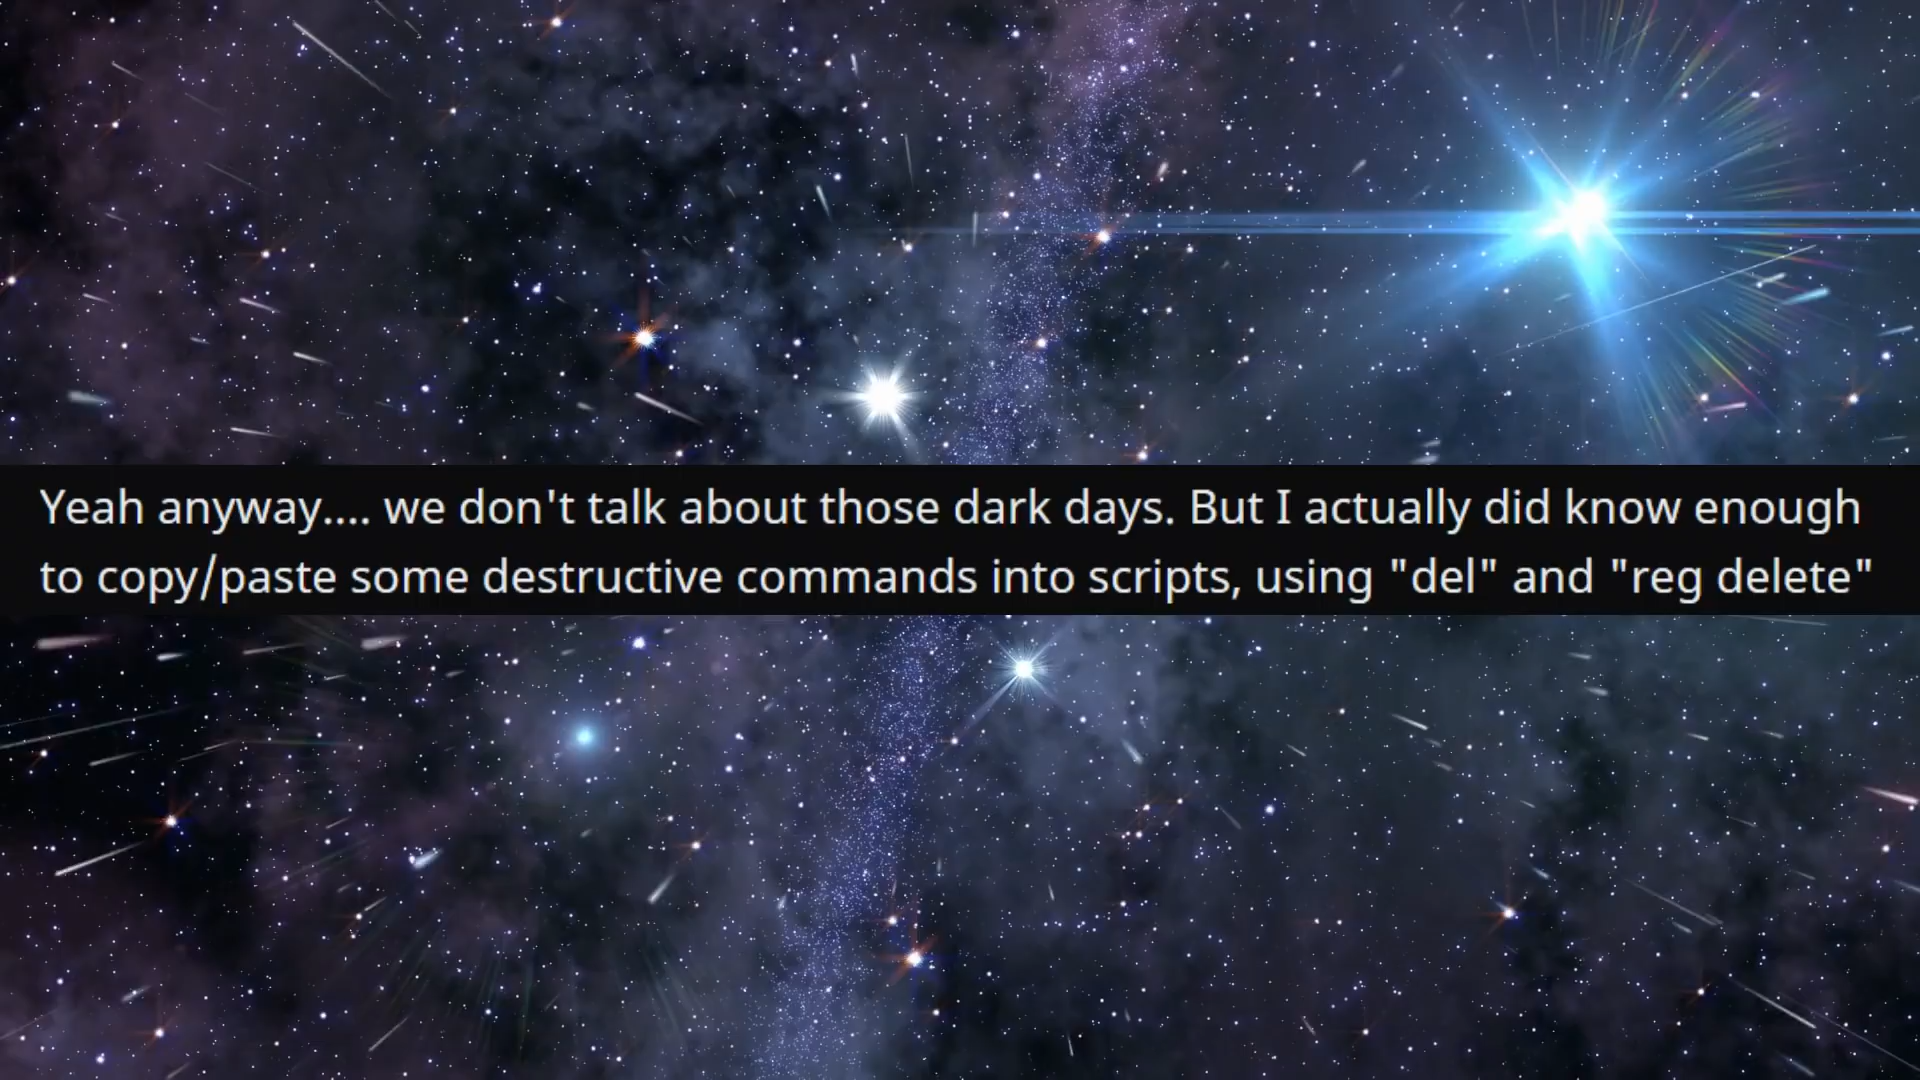 Yeah anyway.... we don't talk about those dark days. But I actually did know enough
to copy/paste some destructive commands into scripts, using "del" and "reg delete"